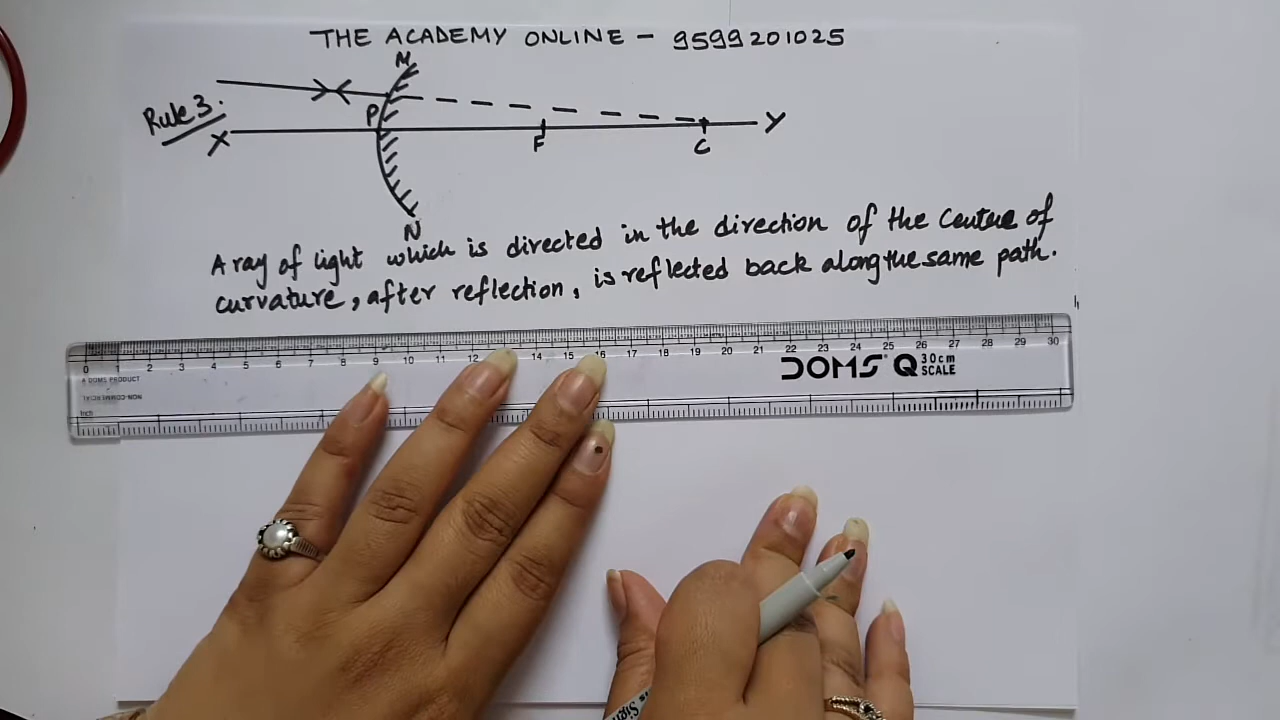 THE ACADEMY ONLINE - 9599201025
M
Rule 3.
P
X
F
C
Y
N
A ray of light which is directed in the direction of the Centre of
curvature, after reflection, is reflected back along the same path.
0 1 2 3 4 5 6 7 8 9 10 11 12 14 15 16 17 18 19 20 21 22 23 24 25 26 27 28 29 30
A DOMS PRODUCT
DOMS Q 30cm SCALE
Inch